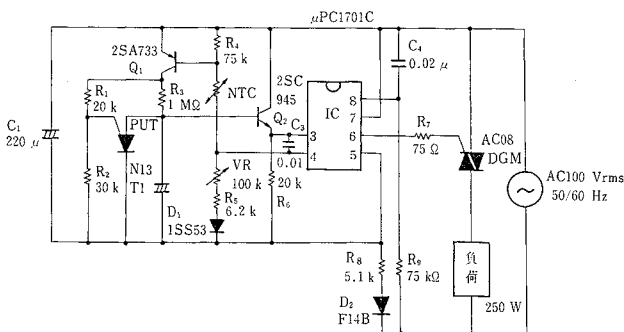 μPC1701C
2SA733
Q₁
R₄
75 k
C₄
0.02 μ
R₁
20 k
R₃
1 MΩ
NTC
2SC
945
Q₂
C₃
0.01
IC
8
7
3
6
4
5
R₇
75 Ω
AC08
DGM
C₁
220 μ
PUT
N13
T1
R₂
30 k
VR
100 k
20 k
R₆
R₅
6.2 k
D₁
1SS53
AC100 Vrms
50/60 Hz
R₈
5.1 k
R₉
75 kΩ
負荷
250 W
D₂
F14B